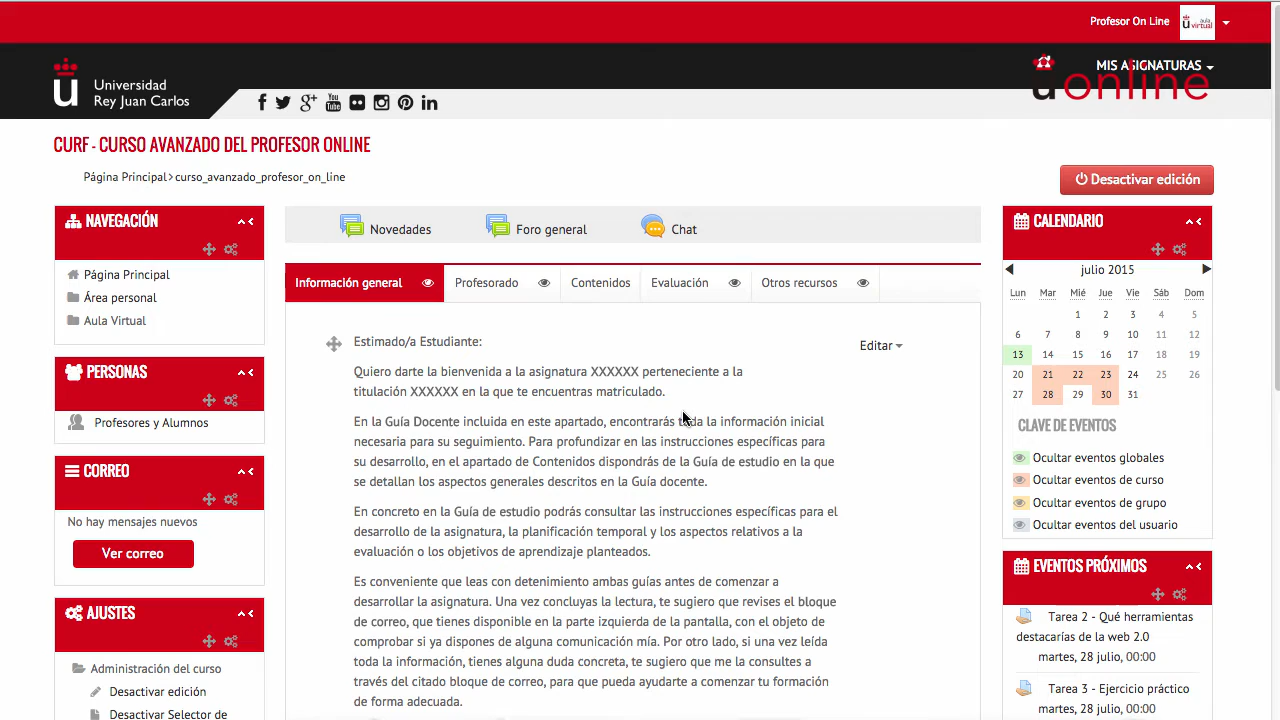 Profesor On Line
aula
virtual
Universidad
Rey Juan Carlos
MIS ASIGNATURAS
u online
CURF - CURSO AVANZADO DEL PROFESOR ONLINE
Página Principal>curso_avanzado_profesor_on_line
Desactivar edición
NAVEGACIÓN
Página Principal
Área personal
Aula Virtual
PERSONAS
Profesores y Alumnos
CORREO
No hay mensajes nuevos
Ver correo
AJUSTES
Administración del curso
Desactivar edición
Desactivar Selector de
Novedades
Foro general
Chat
Información general
Profesorado
Contenidos
Evaluación
Otros recursos
Editar
Estimado/a Estudiante:
Quiero darte la bienvenida a la asignatura XXXXXX perteneciente a la
titulación XXXXXX en la que te encuentras matriculado.
En la Guía Docente incluida en este apartado, encontrarás toda la información inicial
necesaria para su seguimiento. Para profundizar en las instrucciones específicas para
su desarrollo, en el apartado de Contenidos dispondrás de la Guía de estudio en la que
se detallan los aspectos generales descritos en la Guía docente.
En concreto en la Guía de estudio podrás consultar las instrucciones específicas para el
desarrollo de la asignatura, la planificación temporal y los aspectos relativos a la
evaluación o los objetivos de aprendizaje planteados.
Es conveniente que leas con detenimiento ambas guías antes de comenzar a
desarrollar la asignatura. Una vez concluyas la lectura, te sugiero que revises el bloque
de correo, que tienes disponible en la parte izquierda de la pantalla, con el objeto de
comprobar si ya dispones de alguna comunicación mía. Por otro lado, si una vez leída
toda la información, tienes alguna duda concreta, te sugiero que me la consultes a
través del citado bloque de correo, para que pueda ayudarte a comenzar tu formación
de forma adecuada.
CALENDARIO
julio 2015
Lun Mar Mié Jue Vie Sáb Dom
1 2 3 4 5
6 7 8 9 10 11 12
13 14 15 16 17 18 19
20 21 22 23 24 25 26
27 28 29 30 31
CLAVE DE EVENTOS
Ocultar eventos globales
Ocultar eventos de curso
Ocultar eventos de grupo
Ocultar eventos del usuario
EVENTOS PRÓXIMOS
Tarea 2 - Qué herramientas
destacarías de la web 2.0
martes, 28 julio, 00:00
Tarea 3 - Ejercicio práctico
martes, 28 julio, 00:00